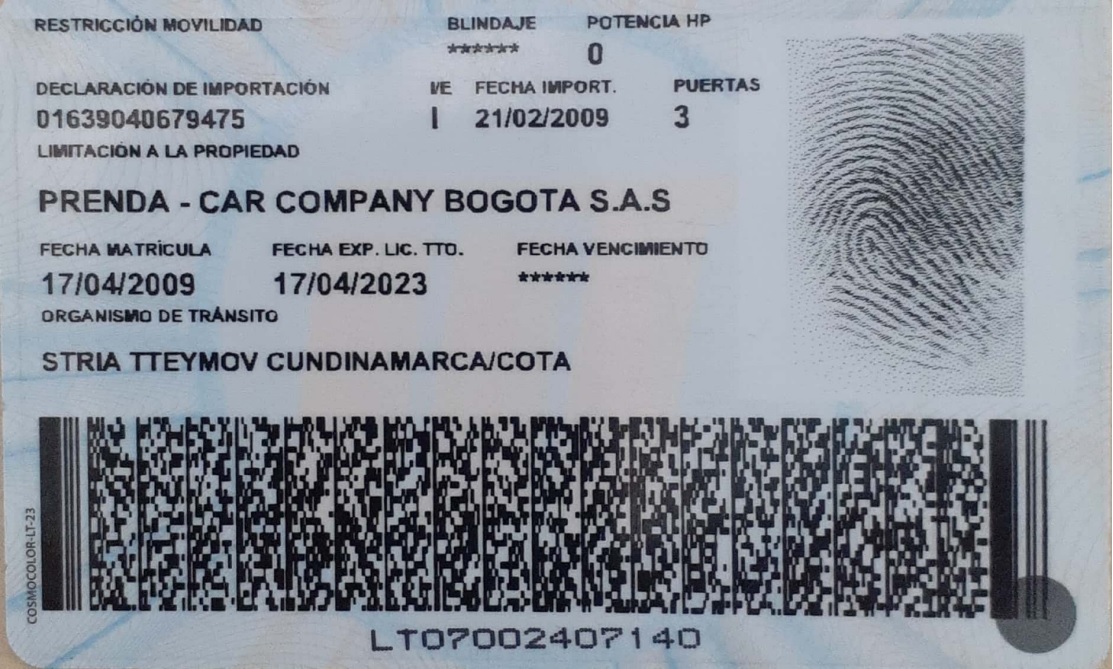 RESTRICCIÓN MOVILIDAD BLINDAJE POTENCIA HP
****** 0
DECLARACIÓN DE IMPORTACIÓN I/E FECHA IMPORT. PUERTAS
01639040679475 I 21/02/2009 3
LIMITACIÓN A LA PROPIEDAD
PRENDA - CAR COMPANY BOGOTA S.A.S
FECHA MATRÍCULA FECHA EXP. LIC. TTO. FECHA VENCIMIENTO
17/04/2009 17/04/2023 ******
ORGANISMO DE TRÁNSITO
STRIA TTEYMOV CUNDINAMARCA/COTA
COSMOCOLOR-LT-23
LT07002407140